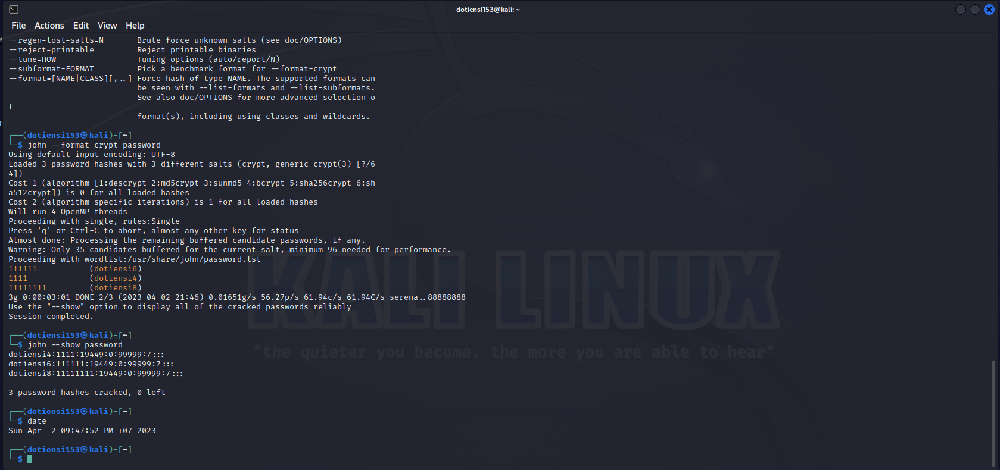 dotiensi153@kali: ~
File Actions Edit View Help
--regen-lost-salts=N       Brute force unknown salts (see doc/OPTIONS)
--reject-printable         Reject printable binaries
--tune=HOW                 Tuning options (auto/report/N)
--subformat=FORMAT         Pick a benchmark format for --format=crypt
--format=[NAME|CLASS][,..] Force hash of type NAME. The supported formats can
be seen with --list=formats and --list=subformats.
See also doc/OPTIONS for more advanced selection o
f
format(s), including using classes and wildcards.
┌──(dotiensi153㉿kali)-[~]
└─$ john --format=crypt password
Using default input encoding: UTF-8
Loaded 3 password hashes with 3 different salts (crypt, generic crypt(3) [?/6
4])
Cost 1 (algorithm [1:descrypt 2:md5crypt 3:sunmd5 4:bcrypt 5:sha256crypt 6:sh
a512crypt]) is 0 for all loaded hashes
Cost 2 (algorithm specific iterations) is 1 for all loaded hashes
Will run 4 OpenMP threads
Proceeding with single, rules:Single
Press 'q' or Ctrl-C to abort, almost any other key for status
Almost done: Processing the remaining buffered candidate passwords, if any.
Warning: Only 35 candidates buffered for the current salt, minimum 96 needed for performance.
Proceeding with wordlist:/usr/share/john/password.lst
111111           (dotiensi6)
1111             (dotiensi4)
11111111         (dotiensi8)
3g 0:00:03:01 DONE 2/3 (2023-04-02 21:46) 0.01651g/s 56.27p/s 61.94c/s 61.94C/s serena..88888888
Use the "--show" option to display all of the cracked passwords reliably
Session completed.
┌──(dotiensi153㉿kali)-[~]
└─$ john --show password
dotiensi4:1111:19449:0:99999:7:::
dotiensi6:111111:19449:0:99999:7:::
dotiensi8:11111111:19449:0:99999:7:::
3 password hashes cracked, 0 left
┌──(dotiensi153㉿kali)-[~]
└─$ date
Sun Apr  2 09:47:52 PM +07 2023
┌──(dotiensi153㉿kali)-[~]
└─$
KALI LINUX
"the quieter you become, the more you are able to hear"